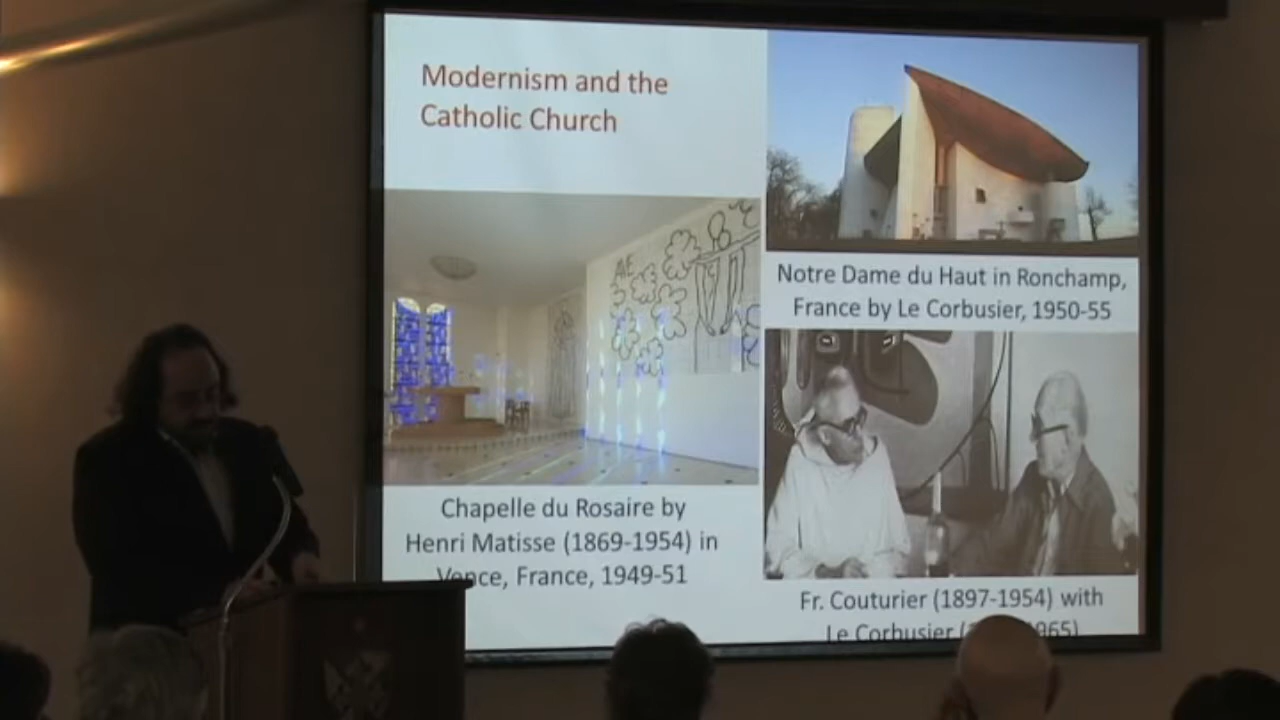 Modernism and the
Catholic Church
AVE
Notre Dame du Haut in Ronchamp,
France by Le Corbusier, 1950-55
Chapelle du Rosaire by
Henri Matisse (1869-1954) in
Vence, France, 1949-51
Fr. Couturier (1897-1954) with
Le Corbusier ( 965)